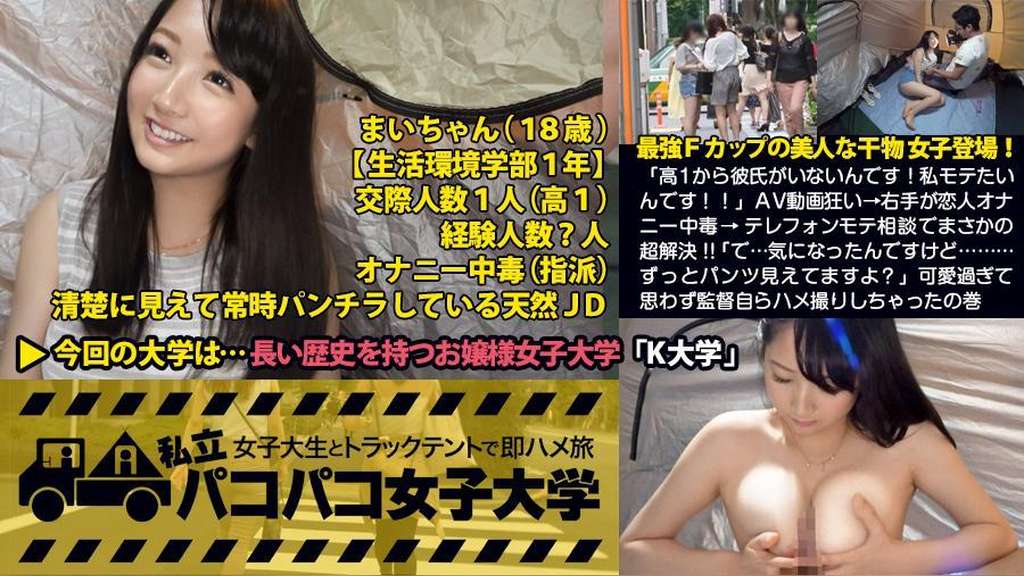 まいちゃん（18歳）
【生活環境学部1年】
交際人数1人（高1）
経験人数？人
オナニー中毒（指派）
清楚に見えて常時パンチラしている天然JD
▶今回の大学は…長い歴史を持つお嬢様女子大学「K大学」
最強Fカップの美人な干物女子登場！
「高1から彼氏がいないんです！私モテたい
んです！！」AV動画狂い→右手が恋人オナ
ニー中毒→テレフォンモテ相談でまさかの
超解決!!「で…気になったんですけど………
ずっとパンツ見えてますよ？」可愛過ぎて
思わず監督自らハメ撮りしちゃったの巻
私立 女子大生とトラックテントで即ハメ旅
パコパコ女子大学